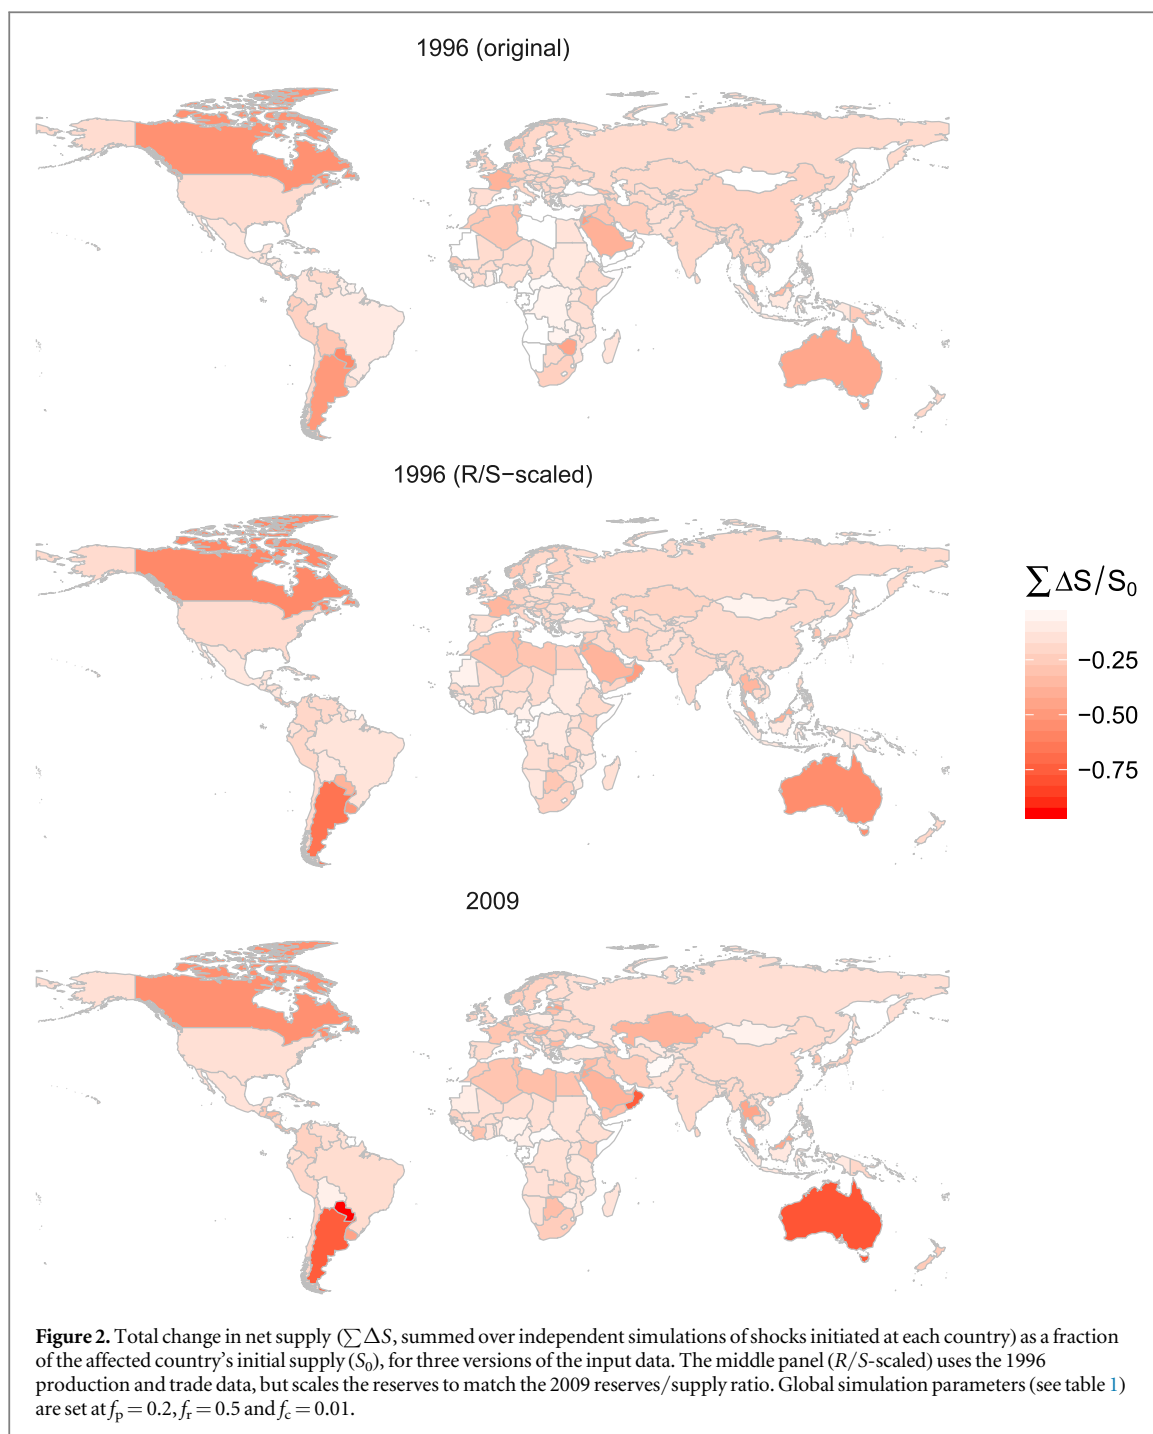 1996 (original)
1996 (R/S−scaled)
∑ ΔS/S₀
−0.25
−0.50
−0.75
2009
Figure 2. Total change in net supply (∑ΔS, summed over independent simulations of shocks initiated at each country) as a fraction
of the affected country's initial supply (S₀), for three versions of the input data. The middle panel (R/S-scaled) uses the 1996
production and trade data, but scales the reserves to match the 2009 reserves/supply ratio. Global simulation parameters (see table 1)
are set at fₚ = 0.2, fᵣ = 0.5 and f_c = 0.01.